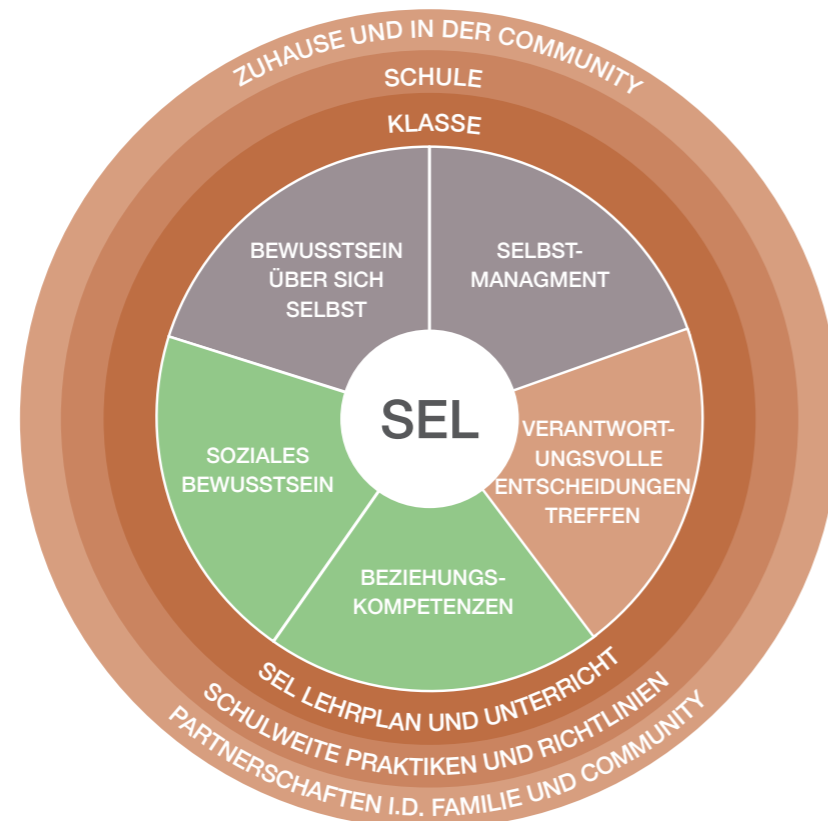 ZUHAUSE UND IN DER COMMUNITY
SCHULE
KLASSE
BEWUSSTSEIN
ÜBER SICH
SELBST
SELBST-
MANAGMENT
SEL
VERANTWORT-
UNGSVOLLE
ENTSCHEIDUNGEN
TREFFEN
SOZIALES
BEWUSSTSEIN
BEZIEHUNGS-
KOMPETENZEN
SEL LEHRPLAN UND UNTERRICHT
SCHULWEITE PRAKTIKEN UND RICHTLINIEN
PARTNERSCHAFTEN I.D. FAMILIE UND COMMUNITY